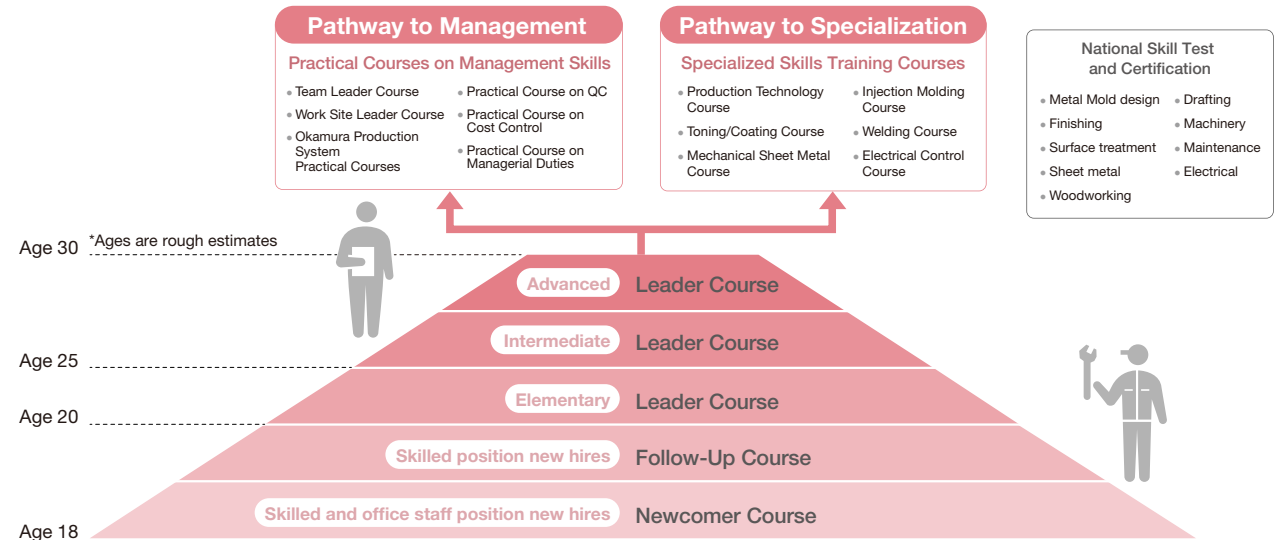 Pathway to Management
Practical Courses on Management Skills
• Team Leader Course
• Work Site Leader Course
• Okamura Production
System
Practical Courses
• Practical Course on QC
• Practical Course on
Cost Control
• Practical Course on
Managerial Duties
Pathway to Specialization
Specialized Skills Training Courses
• Production Technology
Course
• Toning/Coating Course
• Mechanical Sheet Metal
Course
• Injection Molding
Course
• Welding Course
• Electrical Control
Course
National Skill Test
and Certification
• Metal Mold design
• Finishing
• Surface treatment
• Sheet metal
• Woodworking
• Drafting
• Machinery
• Maintenance
• Electrical
Age 30 *Ages are rough estimates
Advanced Leader Course
Intermediate Leader Course
Age 25
Elementary Leader Course
Age 20
Skilled position new hires Follow-Up Course
Skilled and office staff position new hires Newcomer Course
Age 18